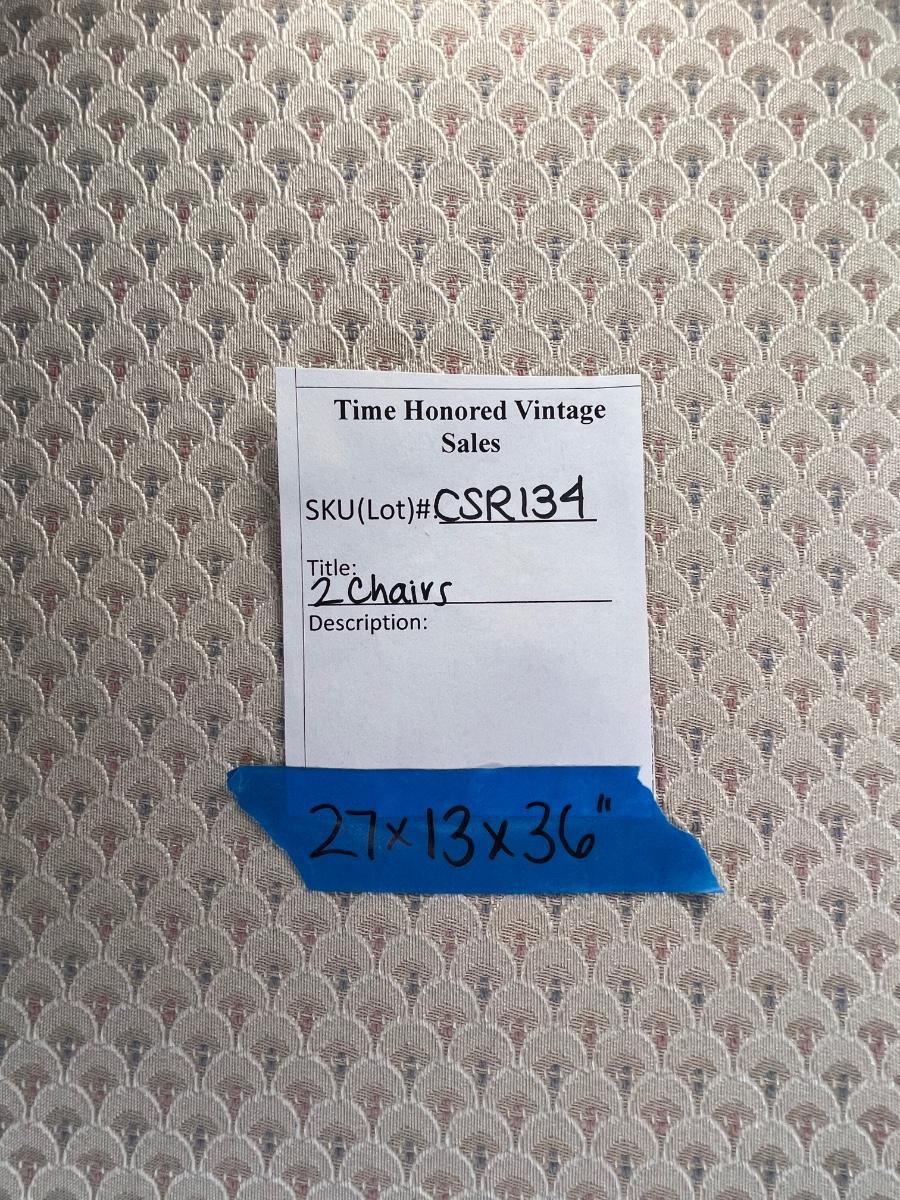 Time Honored Vintage
Sales
SKU(Lot)#:CSR134
Title:
2 Chairs
Description:
27x13x36"